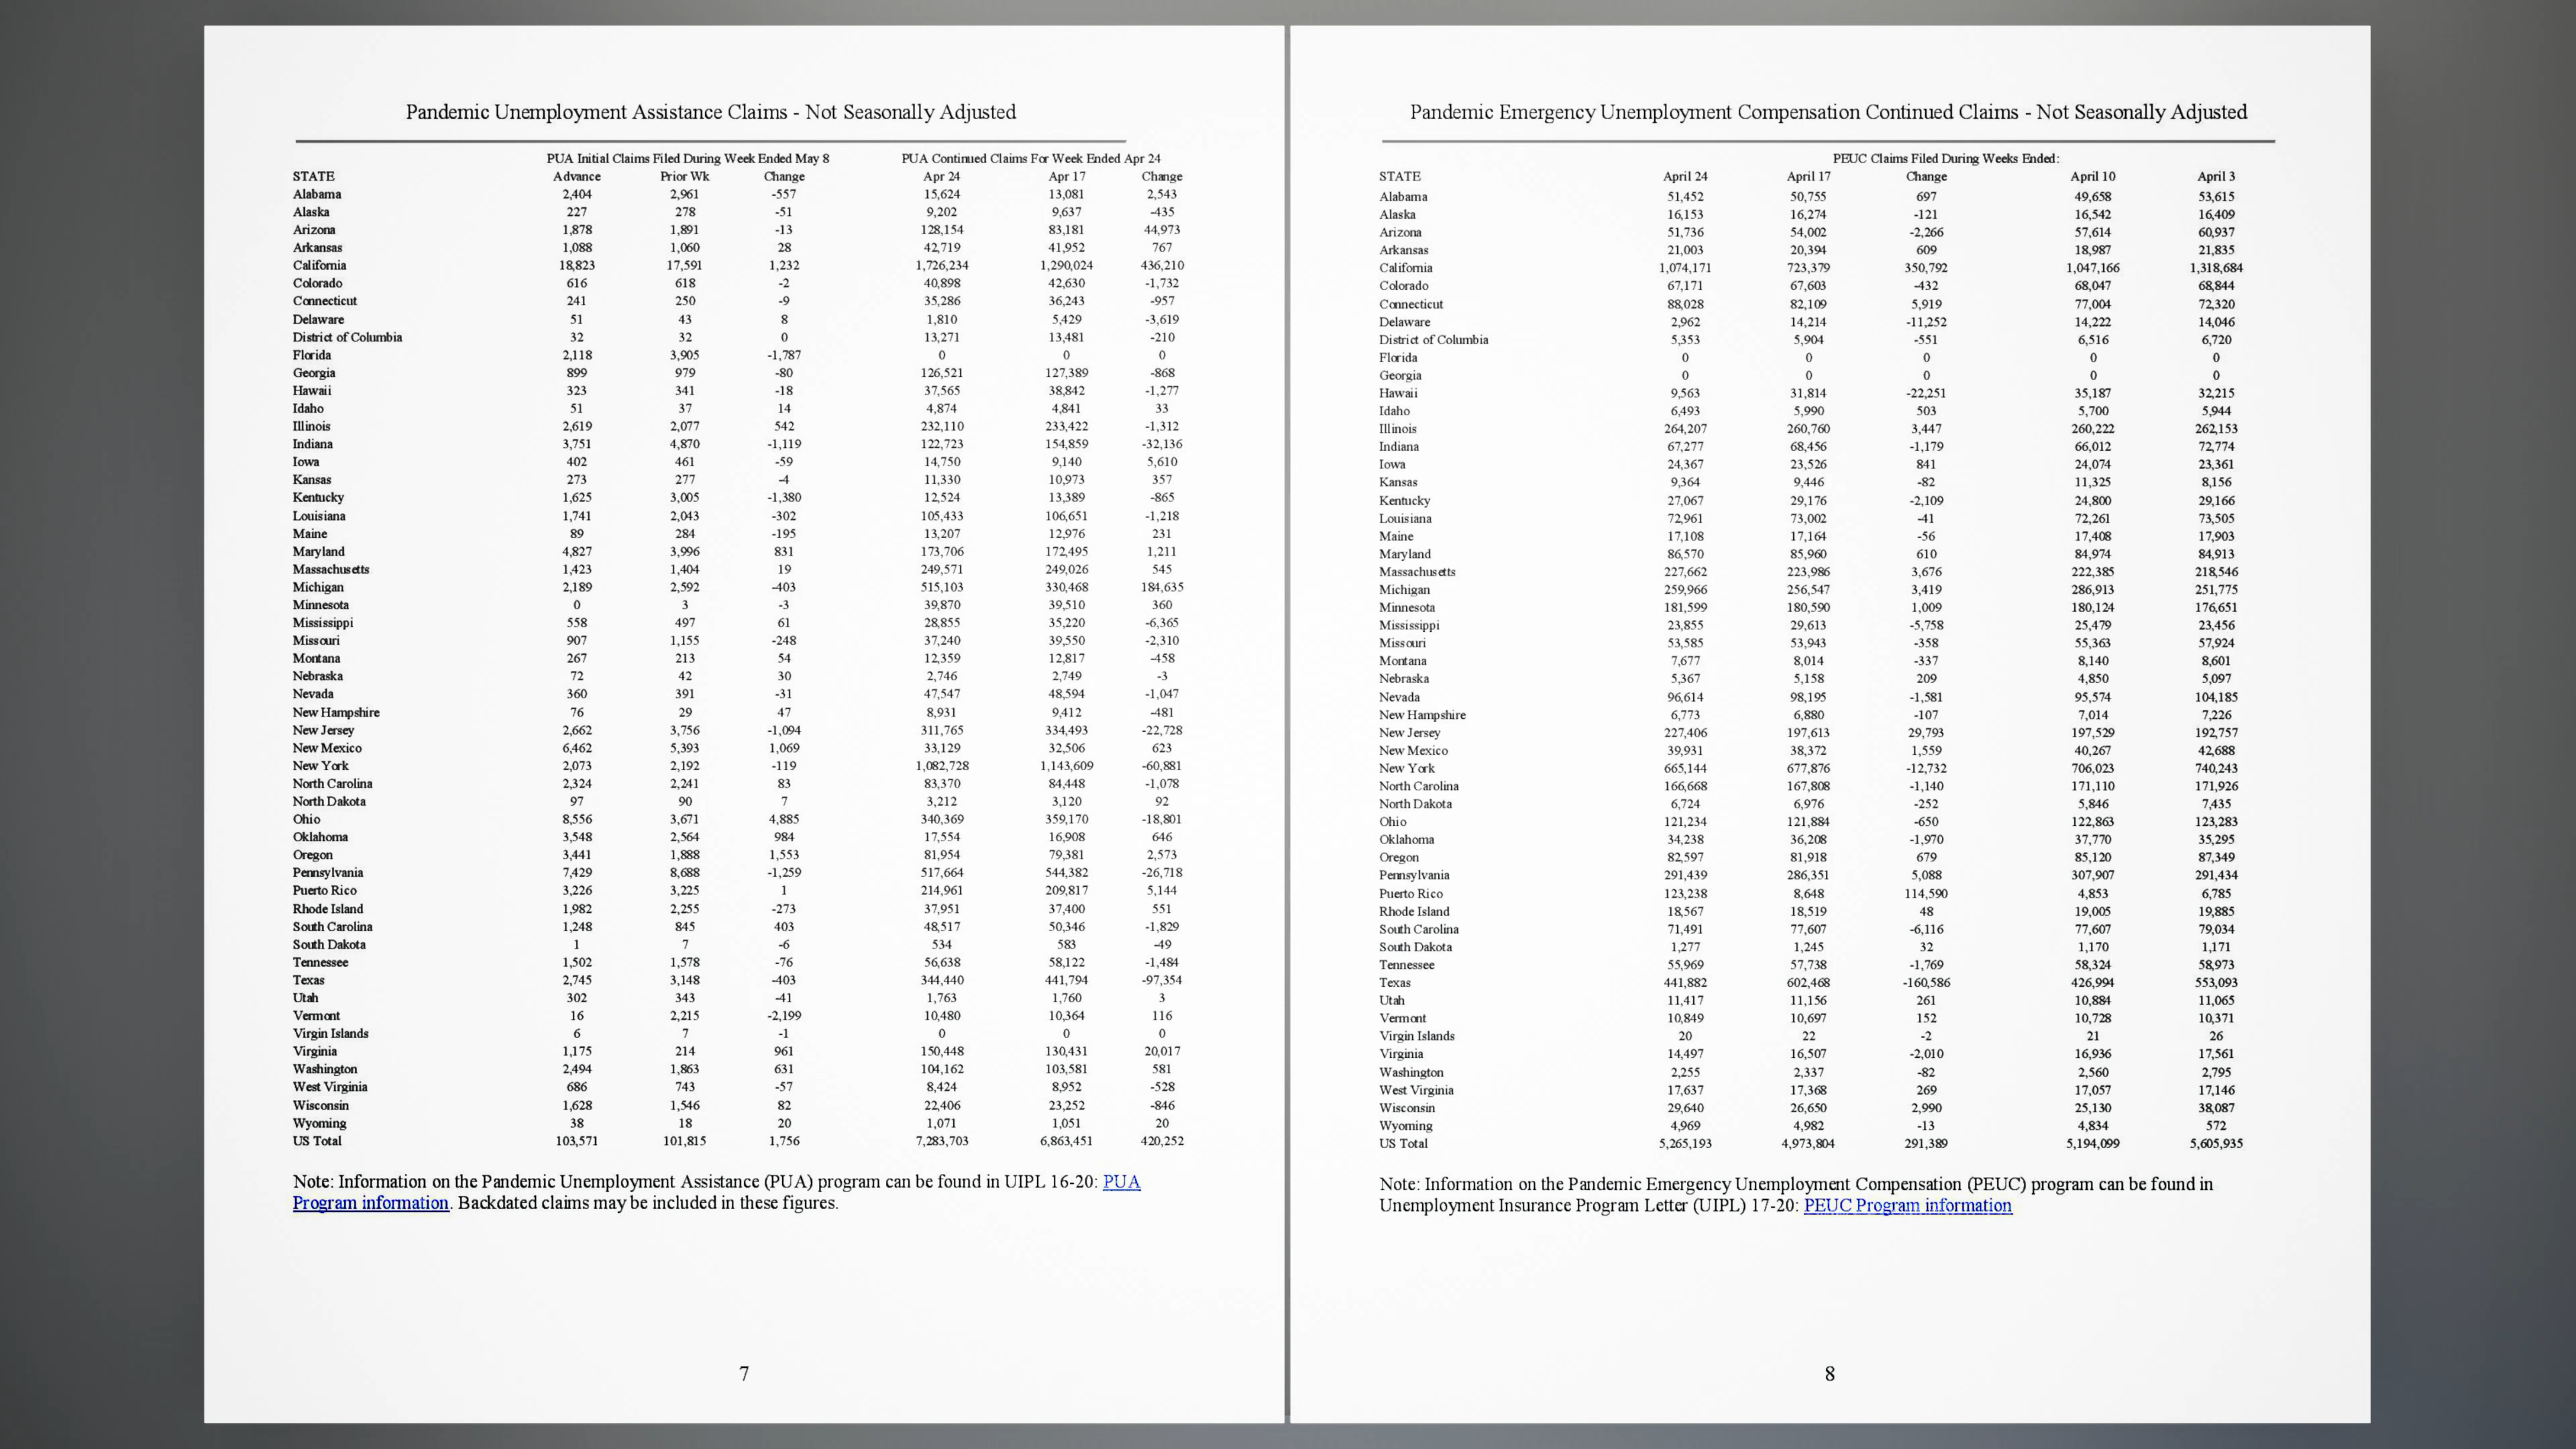 Pandemic Unemployment Assistance Claims - Not Seasonally Adjusted
PUA Initial Claims Filed During Week Ended May 8 PUA Continued Claims For Week Ended Apr 24
STATE Advance Prior Wk Change Apr 24 Apr 17 Change
Alabama 2,404 2,961 -557 15,624 13,081 2,543
Alaska 227 278 -51 9,202 9,637 -435
Arizona 1,878 1,891 -13 128,154 83,181 44,973
Arkansas 1,088 1,060 28 42,719 41,952 767
California 18,823 17,591 1,232 1,726,234 1,290,024 436,210
Colorado 616 618 -2 40,898 42,630 -1,732
Connecticut 241 250 -9 35,286 36,243 -957
Delaware 51 43 8 1,810 5,429 -3,619
District of Columbia 32 32 0 13,271 13,481 -210
Florida 2,118 3,905 -1,787 0 0 0
Georgia 899 979 -80 126,521 127,389 -868
Hawaii 323 341 -18 37,565 38,842 -1,277
Idaho 51 37 14 4,874 4,841 33
Illinois 2,619 2,077 542 232,110 233,422 -1,312
Indiana 3,751 4,870 -1,119 122,723 154,859 -32,136
Iowa 402 461 -59 14,750 9,140 5,610
Kansas 273 277 -4 11,330 10,973 357
Kentucky 1,625 3,005 -1,380 12,524 13,389 -865
Louisiana 1,741 2,043 -302 105,433 106,651 -1,218
Maine 89 284 -195 13,207 12,976 231
Maryland 4,827 3,996 831 173,706 172,495 1,211
Massachusetts 1,423 1,404 19 249,571 249,026 545
Michigan 2,189 2,592 -403 515,103 330,468 184,635
Minnesota 0 3 -3 39,870 39,510 360
Mississippi 558 497 61 28,855 35,220 -6,365
Missouri 907 1,155 -248 37,240 39,550 -2,310
Montana 267 213 54 12,359 12,817 -458
Nebraska 72 42 30 2,746 2,749 -3
Nevada 360 391 -31 47,547 48,594 -1,047
New Hampshire 76 29 47 8,931 9,412 -481
New Jersey 2,662 3,756 -1,094 311,765 334,493 -22,728
New Mexico 6,462 5,393 1,069 33,129 32,506 623
New York 2,073 2,192 -119 1,082,728 1,143,609 -60,881
North Carolina 2,324 2,241 83 83,370 84,448 -1,078
North Dakota 97 90 7 3,212 3,120 92
Ohio 8,556 3,671 4,885 340,369 359,170 -18,801
Oklahoma 3,548 2,564 984 17,554 16,908 646
Oregon 3,441 1,888 1,553 81,954 79,381 2,573
Pennsylvania 7,429 8,688 -1,259 517,664 544,382 -26,718
Puerto Rico 3,226 3,225 1 214,961 209,817 5,144
Rhode Island 1,982 2,255 -273 37,951 37,400 551
South Carolina 1,248 845 403 48,517 50,346 -1,829
South Dakota 1 7 -6 534 583 -49
Tennessee 1,502 1,578 -76 56,638 58,122 -1,484
Texas 2,745 3,148 -403 344,440 441,794 -97,354
Utah 302 343 -41 1,763 1,760 3
Vermont 16 2,215 -2,199 10,480 10,364 116
Virgin Islands 6 7 -1 0 0 0
Virginia 1,175 214 961 150,448 130,431 20,017
Washington 2,494 1,863 631 104,162 103,581 581
West Virginia 686 743 -57 8,424 8,952 -528
Wisconsin 1,628 1,546 82 22,406 23,252 -846
Wyoming 38 18 20 1,071 1,051 20
US Total 103,571 101,815 1,756 7,283,703 6,863,451 420,252
Note: Information on the Pandemic Unemployment Assistance (PUA) program can be found in UIPL 16-20: PUA
Program information. Backdated claims may be included in these figures.
7
Pandemic Emergency Unemployment Compensation Continued Claims - Not Seasonally Adjusted
PEUC Claims Filed During Weeks Ended:
STATE April 24 April 17 Change April 10 April 3
Alabama 51,452 50,755 697 49,658 53,615
Alaska 16,153 16,274 -121 16,542 16,409
Arizona 51,736 54,002 -2,266 57,614 60,937
Arkansas 21,003 20,394 609 18,987 21,835
California 1,074,171 723,379 350,792 1,047,166 1,318,684
Colorado 67,171 67,603 -432 68,047 68,844
Connecticut 88,028 82,109 5,919 77,004 72,320
Delaware 2,962 14,214 -11,252 14,222 14,046
District of Columbia 5,353 5,904 -551 6,516 6,720
Florida 0 0 0 0 0
Georgia 0 0 0 0 0
Hawaii 9,563 31,814 -22,251 35,187 32,215
Idaho 6,493 5,990 503 5,700 5,944
Illinois 264,207 260,760 3,447 260,222 262,153
Indiana 67,277 68,456 -1,179 66,012 72,774
Iowa 24,367 23,526 841 24,074 23,361
Kansas 9,364 9,446 -82 11,325 8,156
Kentucky 27,067 29,176 -2,109 24,800 29,166
Louisiana 72,961 73,002 -41 72,261 73,505
Maine 17,108 17,164 -56 17,408 17,903
Maryland 86,570 85,960 610 84,974 84,913
Massachusetts 227,662 223,986 3,676 222,385 218,546
Michigan 259,966 256,547 3,419 286,913 251,775
Minnesota 181,599 180,590 1,009 180,124 176,651
Mississippi 23,855 29,613 -5,758 25,479 23,456
Missouri 53,585 53,943 -358 55,363 57,924
Montana 7,677 8,014 -337 8,140 8,601
Nebraska 5,367 5,158 209 4,850 5,097
Nevada 96,614 98,195 -1,581 95,574 104,185
New Hampshire 6,773 6,880 -107 7,014 7,226
New Jersey 227,406 197,613 29,793 197,529 192,757
New Mexico 39,931 38,372 1,559 40,267 42,688
New York 665,144 677,876 -12,732 706,023 740,243
North Carolina 166,668 167,808 -1,140 171,110 171,926
North Dakota 6,724 6,976 -252 5,846 7,435
Ohio 121,234 121,884 -650 122,863 123,283
Oklahoma 34,238 36,208 -1,970 37,770 35,295
Oregon 82,597 81,918 679 85,120 87,349
Pennsylvania 291,439 286,351 5,088 307,907 291,434
Puerto Rico 123,238 8,648 114,590 4,853 6,785
Rhode Island 18,567 18,519 48 19,005 19,885
South Carolina 71,491 77,607 -6,116 77,607 79,034
South Dakota 1,277 1,245 32 1,170 1,171
Tennessee 55,969 57,738 -1,769 58,324 58,973
Texas 441,882 602,468 -160,586 426,994 553,093
Utah 11,417 11,156 261 10,884 11,065
Vermont 10,849 10,697 152 10,728 10,371
Virgin Islands 20 22 -2 21 26
Virginia 14,497 16,507 -2,010 16,936 17,561
Washington 2,255 2,337 -82 2,560 2,795
West Virginia 17,637 17,368 269 17,057 17,146
Wisconsin 29,640 26,650 2,990 25,130 38,087
Wyoming 4,969 4,982 -13 4,834 572
US Total 5,265,193 4,973,804 291,389 5,194,099 5,605,935
Note: Information on the Pandemic Emergency Unemployment Compensation (PEUC) program can be found in
Unemployment Insurance Program Letter (UIPL) 17-20: PEUC Program information
8